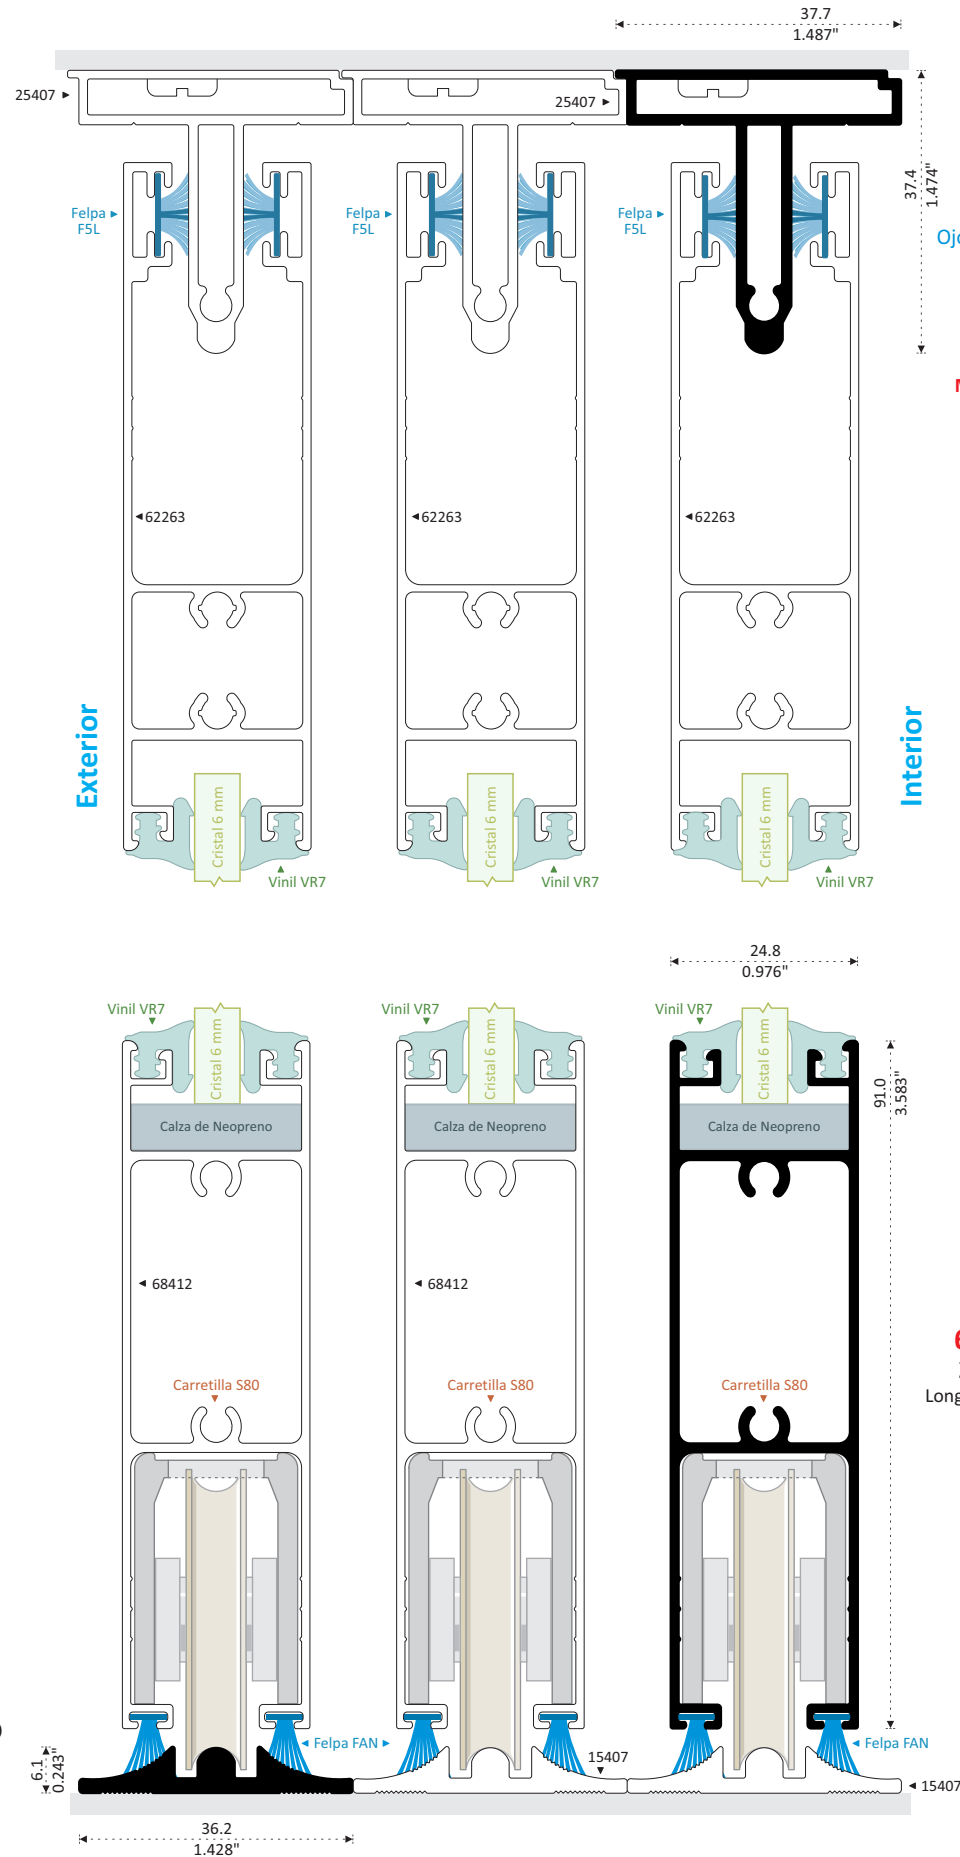 37.7
1.487"
25407
25407
37.4
1.474"
Felpa
F5L
Felpa
F5L
Felpa
F5L
62263
62263
62263
Exterior
Interior
Cristal 6 mm
Cristal 6 mm
Cristal 6 mm
Vinil VR7
Vinil VR7
Vinil VR7
24.8
0.976"
Vinil VR7
Vinil VR7
Vinil VR7
Cristal 6 mm
Cristal 6 mm
Cristal 6 mm
91.0
3.583"
Calza de Neopreno
Calza de Neopreno
Calza de Neopreno
68412
68412
Carretilla S80
Carretilla S80
Carretilla S80
Long
Felpa FAN
Felpa FAN
6.1
0.243"
15407
15407
36.2
1.428"